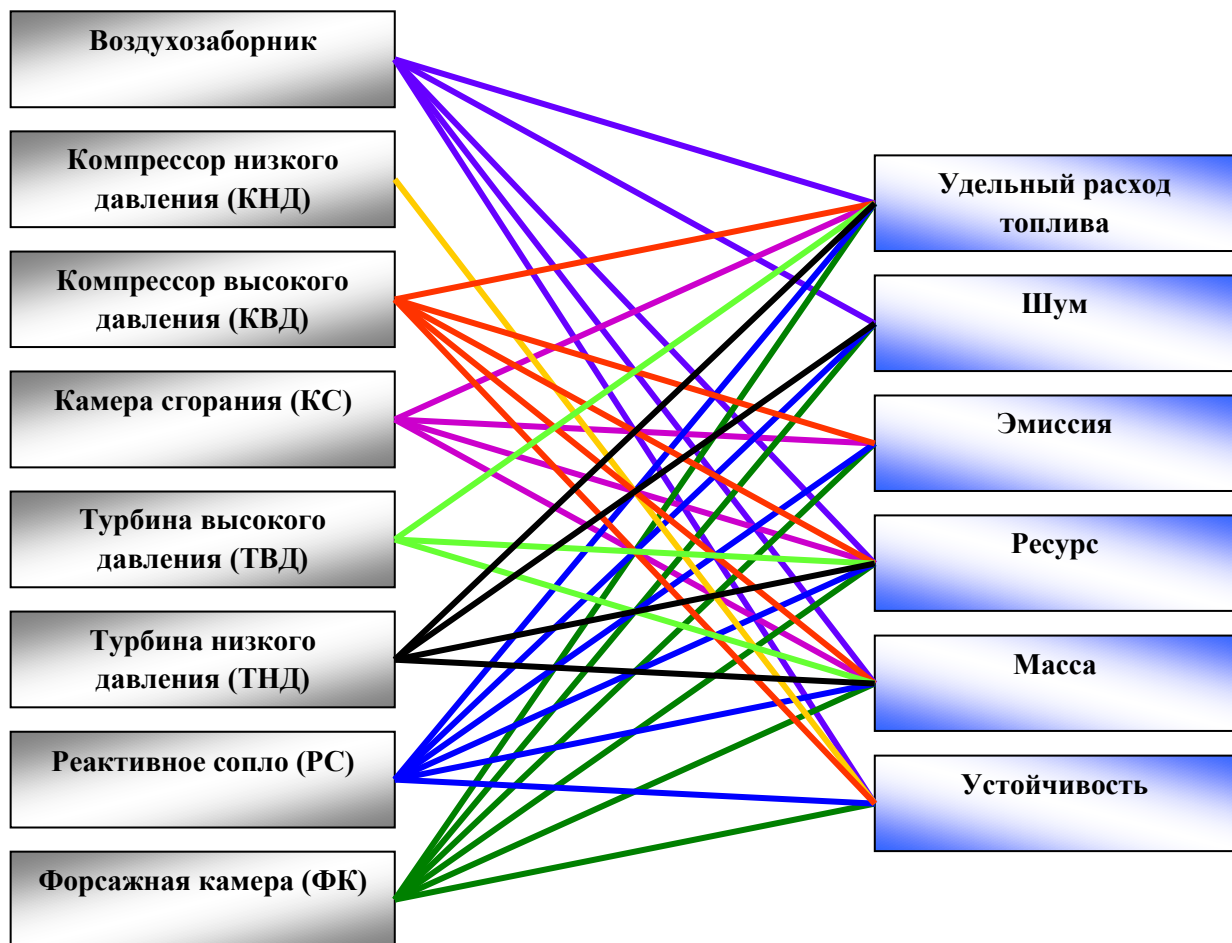 Воздухозаборник
Компрессор низкого
давления (КНД)
Компрессор высокого
давления (КВД)
Камера сгорания (КС)
Турбина высокого
давления (ТВД)
Турбина низкого
давления (ТНД)
Реактивное сопло (РС)
Форсажная камера (ФК)
Удельный расход
топлива
Шум
Эмиссия
Ресурс
Масса
Устойчивость